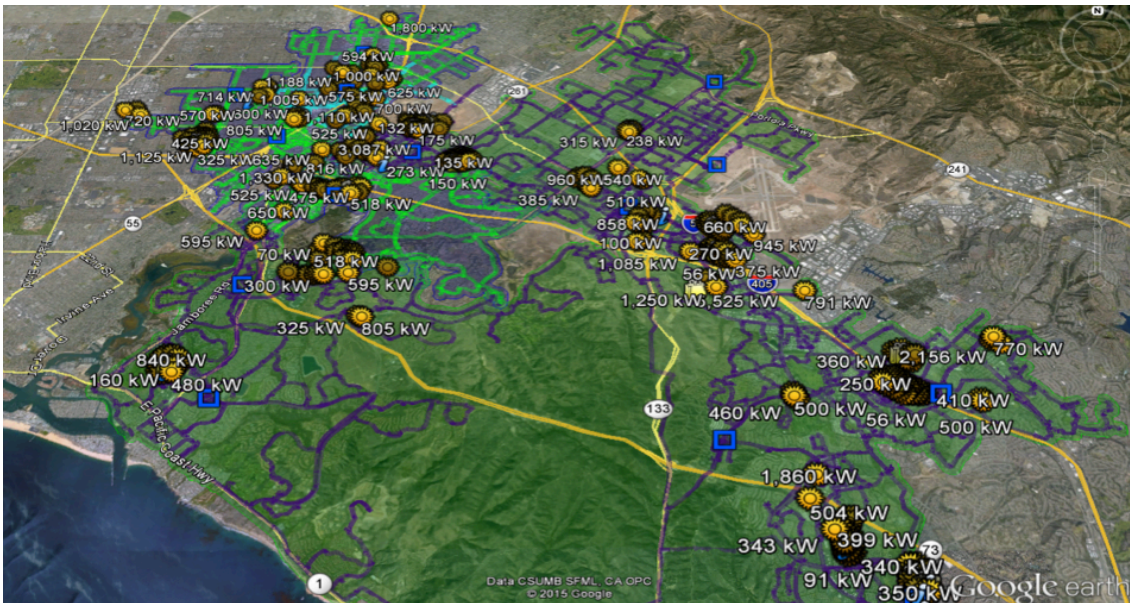 N
1,800 kW
594 kW
1,188 kW
1,000 kW
714 kW
1,005 kW
575 kW
625 kW
261
1,020 kW
720 kW
570 kW
300 kW
1,110 kW
700 kW
805 kW
525 kW
132 kW
175 kW
425 kW
3,087 kW
315 kW
238 kW
1,125 kW
325 kW
635 kW
816 kW
273 kW
135 kW
241
1,330 kW
150 kW
960 kW
540 kW
525 kW
475 kW
518 kW
385 kW
510 kW
650 kW
55
858 kW
660 kW
595 kW
100 kW
945 kW
70 kW
518 kW
1,085 kW
270 kW
56 kW
375 kW
300 kW
595 kW
405
1,250 kW
,525 kW
791 kW
Jamboree Rd
Irvine Ave
325 kW
805 kW
770 kW
840 kW
360 kW
2,156 kW
160 kW
480 kW
250 kW
133
460 kW
500 kW
56 kW
410 kW
500 kW
E Pacific Coast Hwy
1,860 kW
504 kW
343 kW
399 kW
73
1
91 kW
340 kW
350 kW
Data CSUMB SFML, CA OPC
© 2015 Google
Google earth